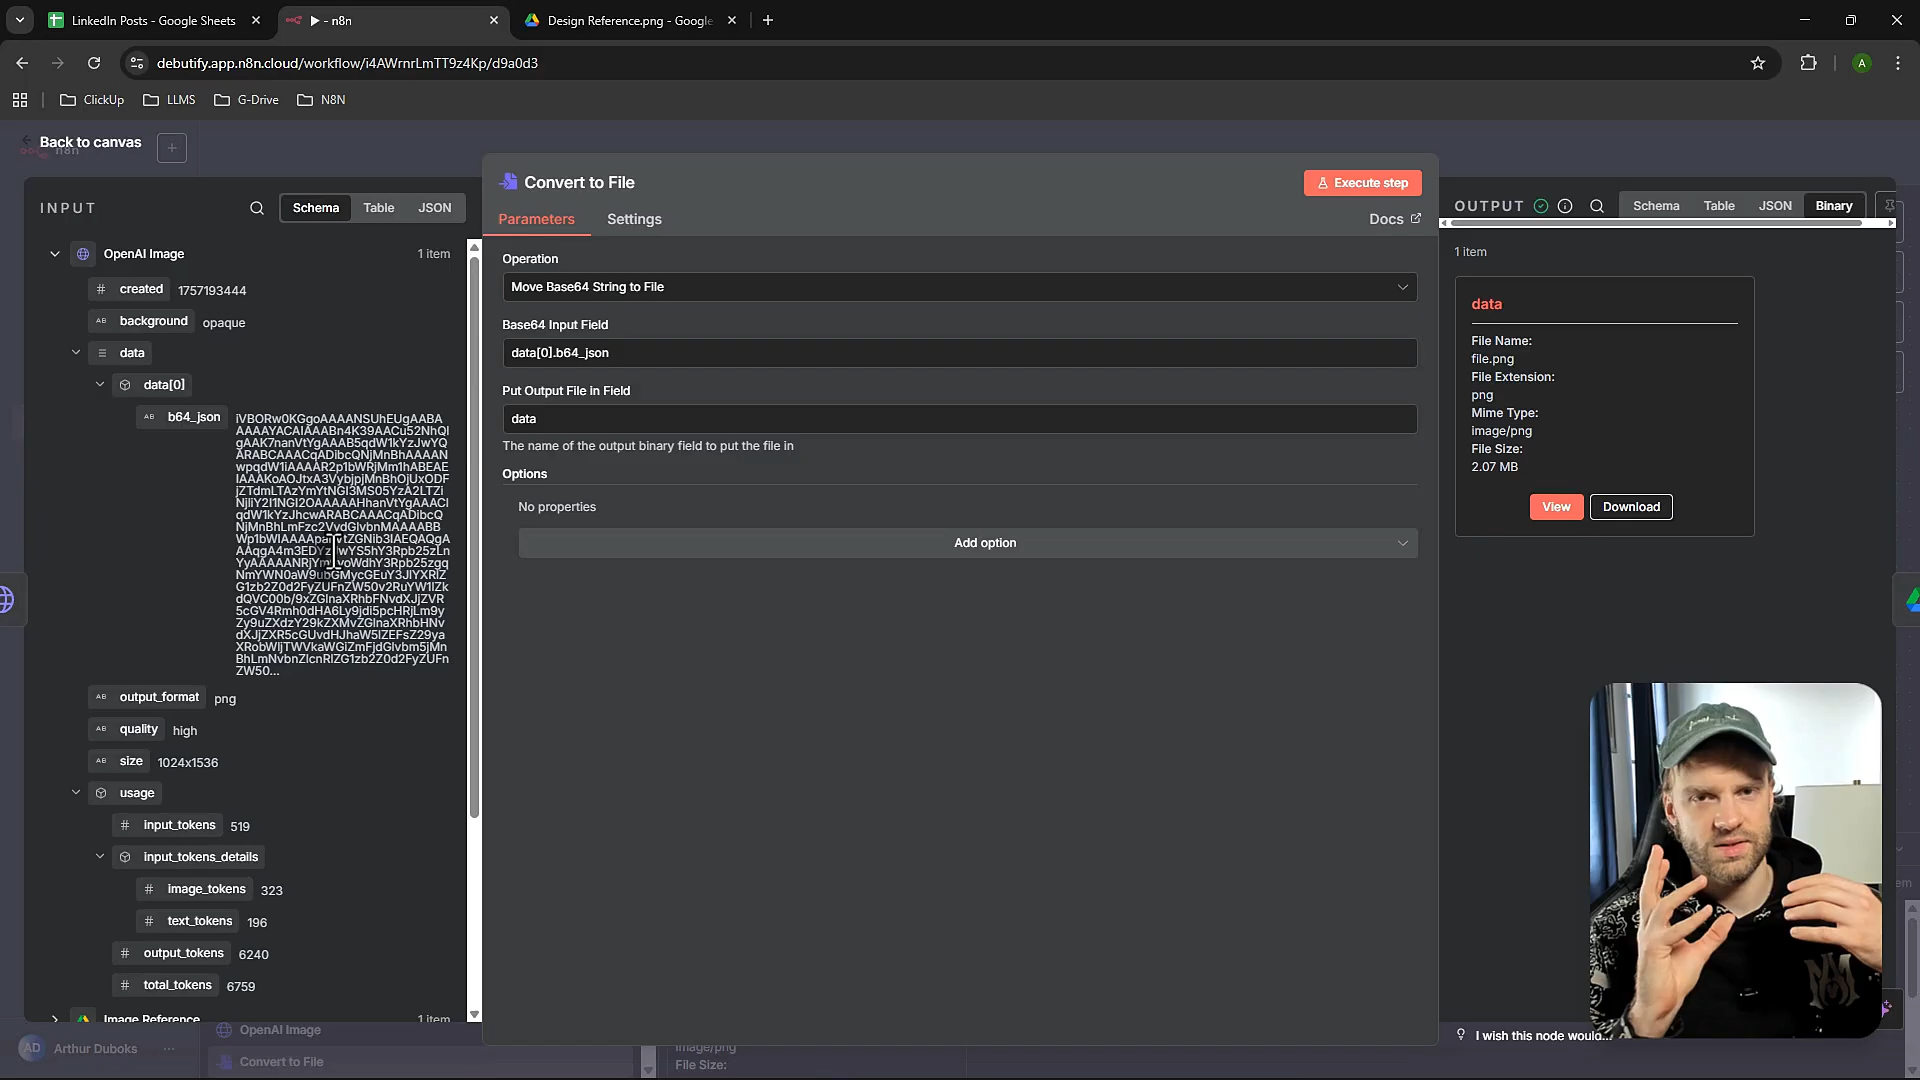 LinkedIn Posts - Google Sheets
▶ - n8n
Design Reference.png - Google
debutify.app.n8n.cloud/workflow/i4AWrnrLmTT9z4Kp/d9a0d3
A
ClickUp
LLMS
G-Drive
N8N
Back to canvas
n8n
INPUT
Schema
Table
JSON
OpenAI Image
1 item
created
1757193444
background
opaque
data
data[0]
b64_json
output_format
png
quality
high
size
1024x1536
usage
input_tokens
519
input_tokens_details
image_tokens
323
text_tokens
196
output_tokens
6240
total_tokens
6759
Image Reference
1 item
Convert to File
Execute step
Parameters
Settings
Docs
Operation
Move Base64 String to File
Base64 Input Field
data[0].b64_json
Put Output File in Field
data
The name of the output binary field to put the file in
Options
No properties
Add option
OUTPUT
Schema
Table
JSON
Binary
1 item
data
File Name:
file.png
File Extension:
png
Mime Type:
image/png
File Size:
2.07 MB
View
Download
I wish this node would...
AD
Arthur Duboks
OpenAI Image
Convert to File
image/png
File Size: